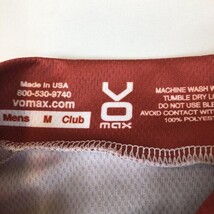 Made in USA
800-530-9740
vomax.com
Mens M Club
VO
max
MACHINE WASH
TUMBLE DRY
DO NOT USE
AVOID CONTACT WITH
100% POLYEST